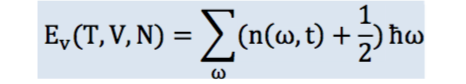 E_v(T, V, N) = ∑_ω (n(ω, t) + 1/2) ħω